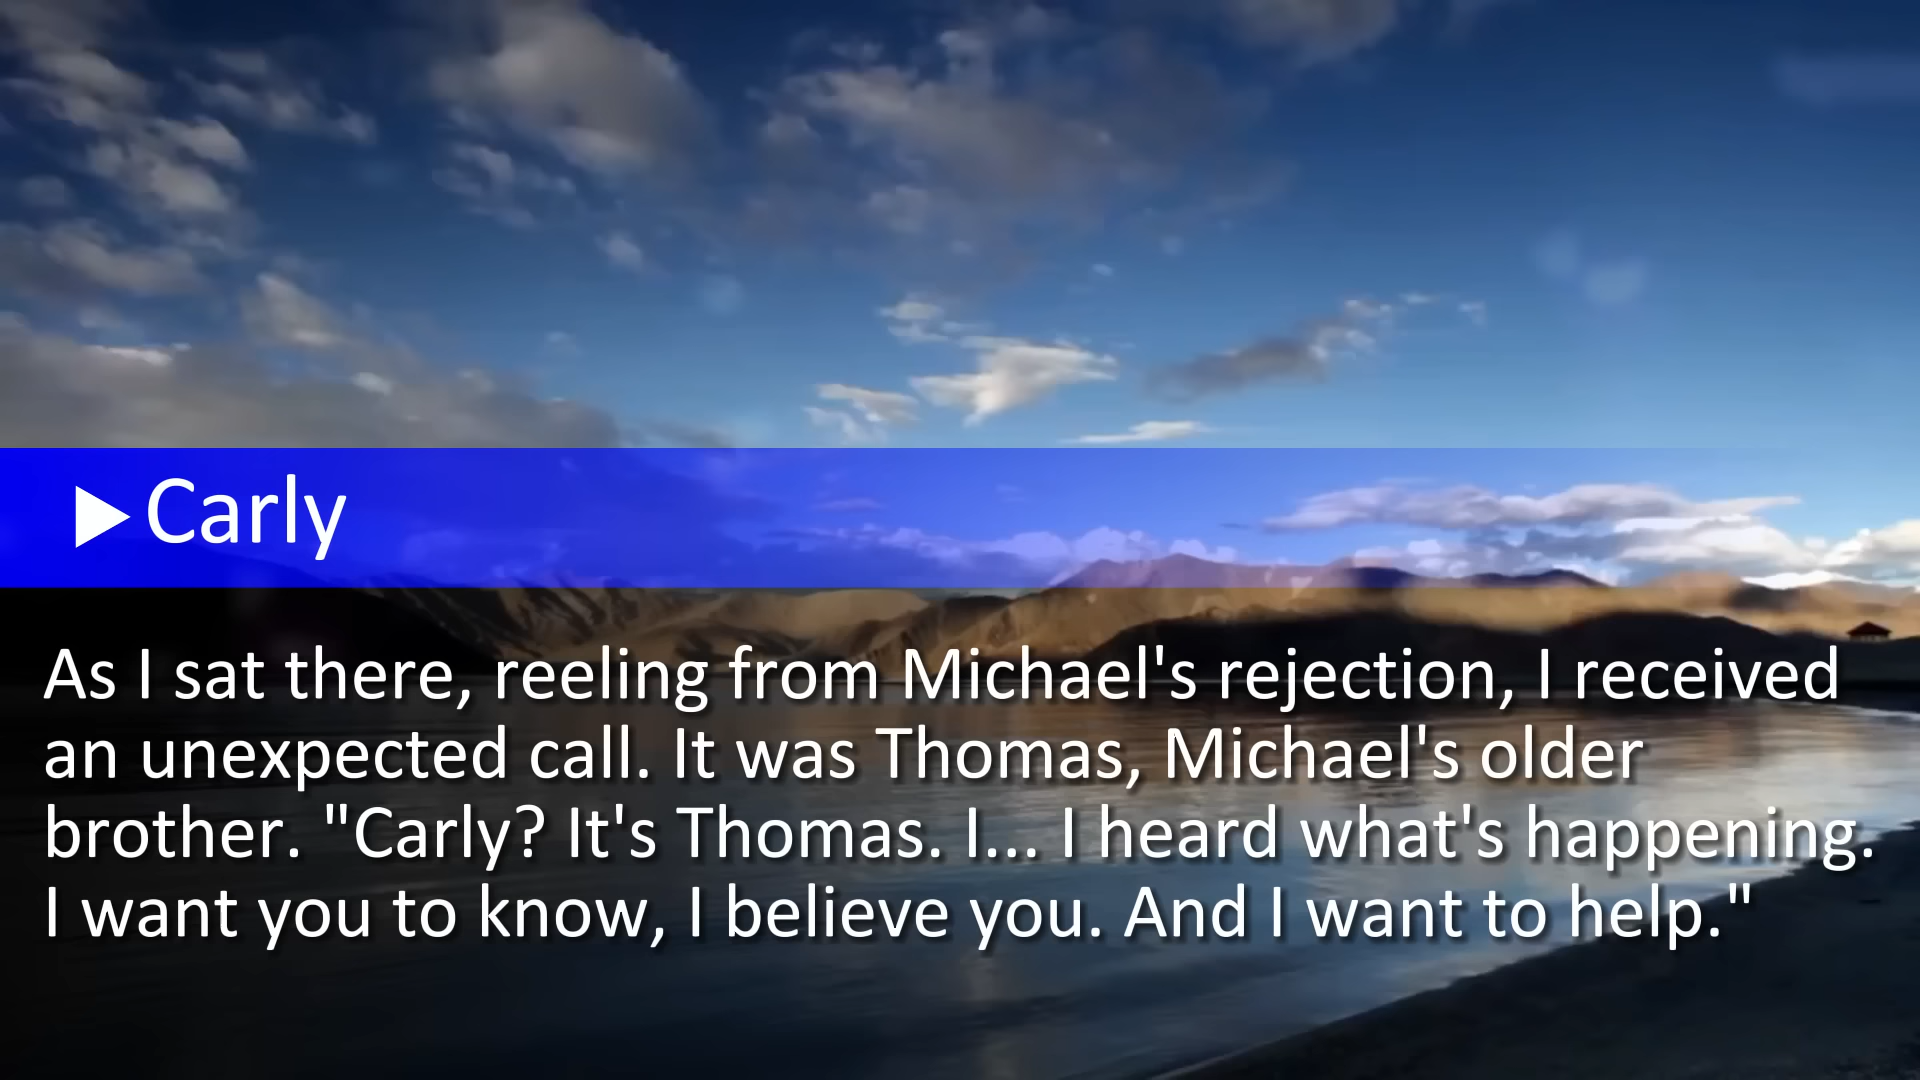 Carly
As I sat there, reeling from Michael's rejection, I received
an unexpected call. It was Thomas, Michael's older
brother. "Carly? It's Thomas. I... I heard what's happening.
I want you to know, I believe you. And I want to help."